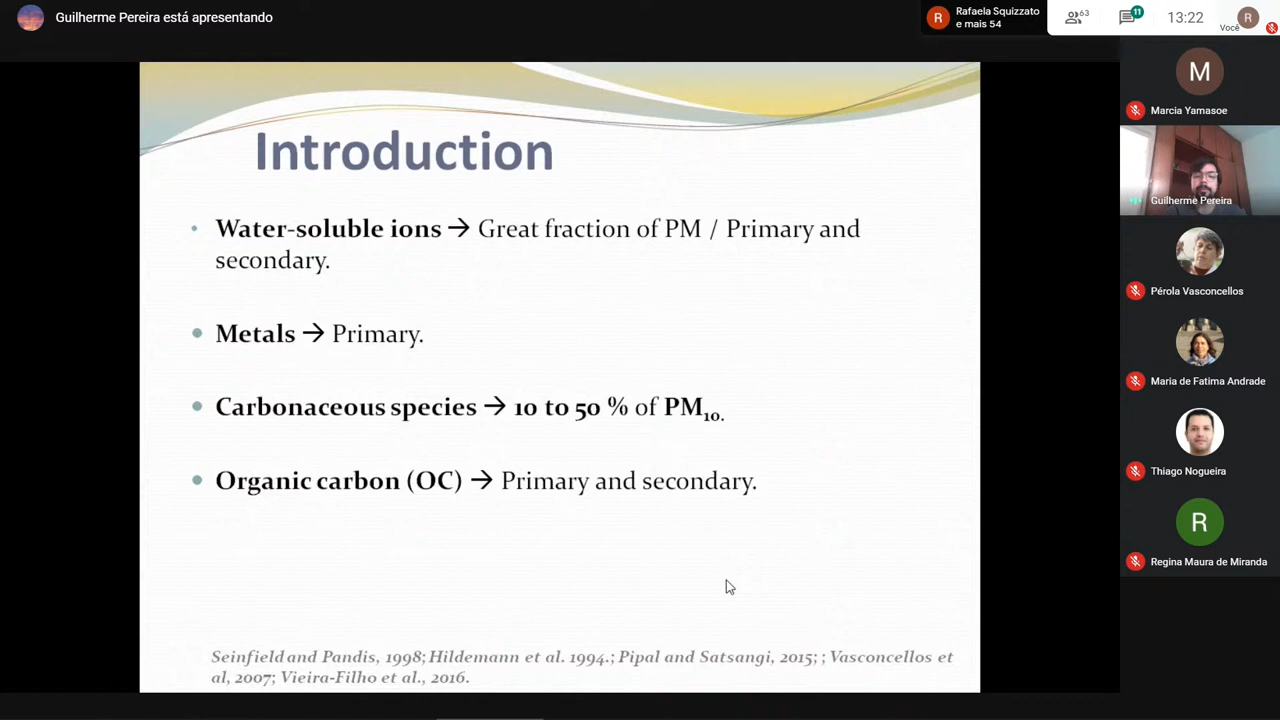 Guilherme Pereira está apresentando
R
Rafaela Squizzato
e mais 54
63
11
13:22
Você
R
Introduction
• Water-soluble ions → Great fraction of PM / Primary and
secondary.
• Metals → Primary.
• Carbonaceous species → 10 to 50 % of PM10.
• Organic carbon (OC) → Primary and secondary.
Seinfield and Pandis, 1998; Hildemann et al. 1994.; Pipal and Satsangi, 2015; ; Vasconcellos et
al, 2007; Vieira-Filho et al., 2016.
M
Marcia Yamasoe
Guilherme Pereira
Pérola Vasconcellos
Maria de Fatima Andrade
Thiago Nogueira
R
Regina Maura de Miranda